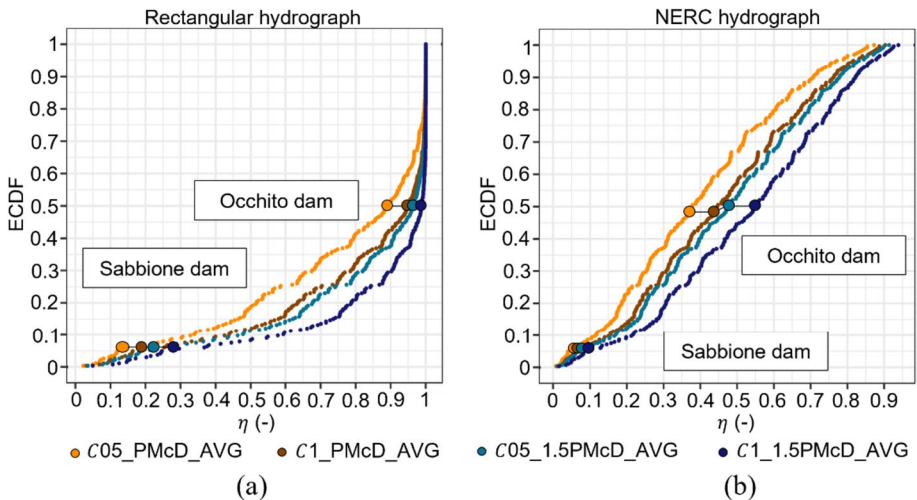 Rectangular hydrograph
(a)
ECDF
1
0.9
0.8
0.7
0.6
0.5
0.4
0.3
0.2
0.1
0
Occhito dam
Sabbione dam
0 0.1 0.2 0.3 0.4 0.5 0.6 0.7 0.8 0.9 1
η (-)
NERC hydrograph
(b)
ECDF
1
0.9
0.8
0.7
0.6
0.5
0.4
0.3
0.2
0.1
0
Occhito dam
Sabbione dam
0 0.1 0.2 0.3 0.4 0.5 0.6 0.7 0.8 0.9 1
η (-)
C05_PMcD_AVG C1_PMcD_AVG C05_1.5PMcD_AVG C1_1.5PMcD_AVG
(a) (b)